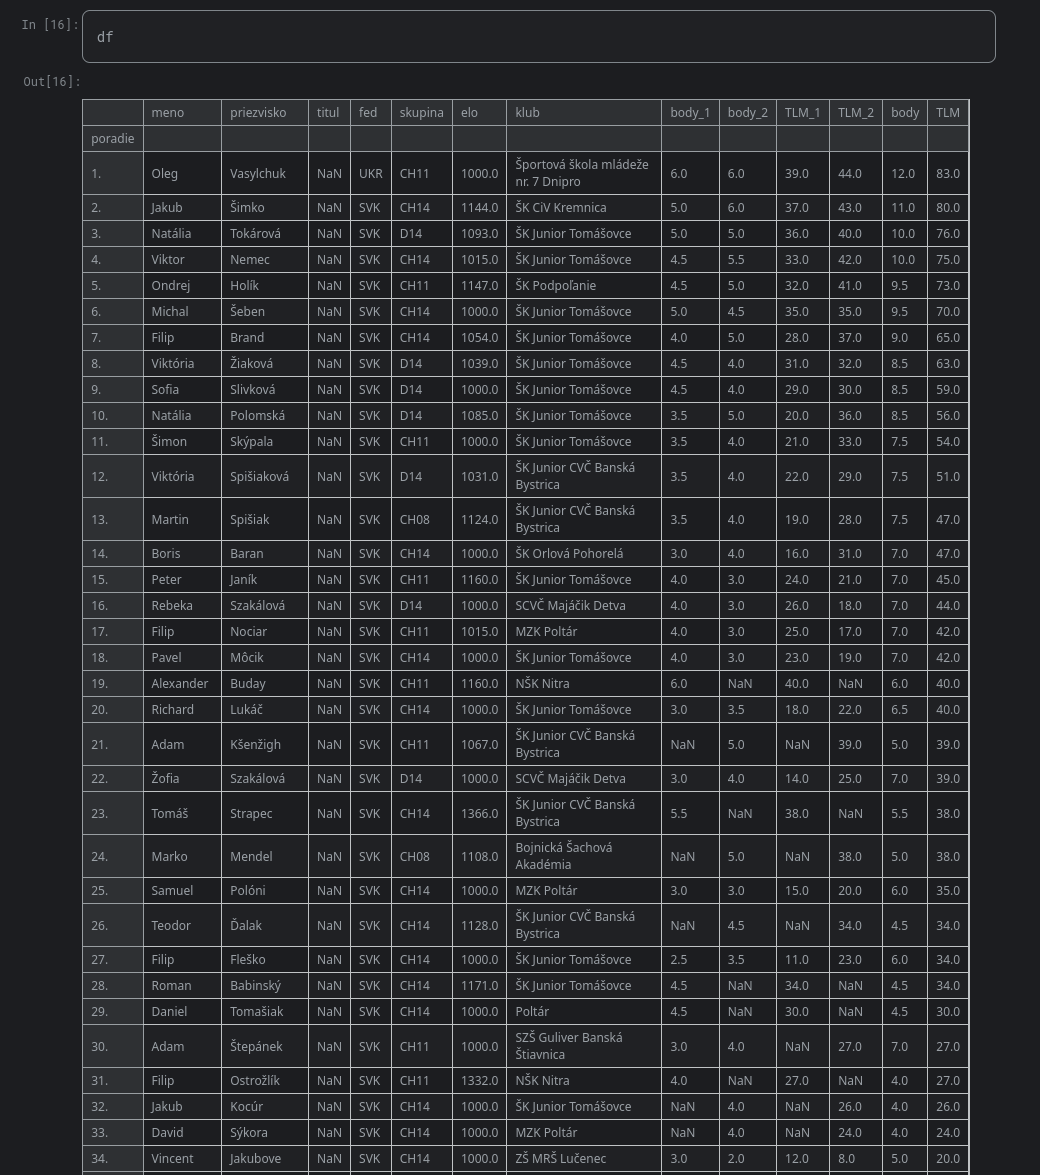 In [16]:
df
Out[16]:
meno priezvisko titul fed skupina elo klub body_1 body_2 TLM_1 TLM_2 body TLM
poradie
1. Oleg Vasylchuk NaN UKR CH11 1000.0 Športová škola mládeže nr. 7 Dnipro 6.0 6.0 39.0 44.0 12.0 83.0
2. Jakub Šimko NaN SVK CH14 1144.0 ŠK CiV Kremnica 5.0 6.0 37.0 43.0 11.0 80.0
3. Natália Tokárová NaN SVK D14 1093.0 ŠK Junior Tomášovce 5.0 5.0 36.0 40.0 10.0 76.0
4. Viktor Nemec NaN SVK CH14 1015.0 ŠK Junior Tomášovce 4.5 5.5 33.0 42.0 10.0 75.0
5. Ondrej Holík NaN SVK CH11 1147.0 ŠK Podpoľanie 4.5 5.0 32.0 41.0 9.5 73.0
6. Michal Šeben NaN SVK CH14 1000.0 ŠK Junior Tomášovce 5.0 4.5 35.0 35.0 9.5 70.0
7. Filip Brand NaN SVK CH14 1054.0 ŠK Junior Tomášovce 4.0 5.0 28.0 37.0 9.0 65.0
8. Viktória Žiaková NaN SVK D14 1039.0 ŠK Junior Tomášovce 4.5 4.0 31.0 32.0 8.5 63.0
9. Sofia Slivková NaN SVK D14 1000.0 ŠK Junior Tomášovce 4.5 4.0 29.0 30.0 8.5 59.0
10. Natália Polomská NaN SVK D14 1085.0 ŠK Junior Tomášovce 3.5 5.0 20.0 36.0 8.5 56.0
11. Šimon Skýpala NaN SVK CH11 1000.0 ŠK Junior Tomášovce 3.5 4.0 21.0 33.0 7.5 54.0
12. Viktória Spišiaková NaN SVK D14 1031.0 ŠK Junior CVČ Banská Bystrica 3.5 4.0 22.0 29.0 7.5 51.0
13. Martin Spišiak NaN SVK CH08 1124.0 ŠK Junior CVČ Banská Bystrica 3.5 4.0 19.0 28.0 7.5 47.0
14. Boris Baran NaN SVK CH14 1000.0 ŠK Orlová Pohorelá 3.0 4.0 16.0 31.0 7.0 47.0
15. Peter Janík NaN SVK CH11 1160.0 ŠK Junior Tomášovce 4.0 3.0 24.0 21.0 7.0 45.0
16. Rebeka Szakálová NaN SVK D14 1000.0 SCVČ Majáčik Detva 4.0 3.0 26.0 18.0 7.0 44.0
17. Filip Nociar NaN SVK CH11 1015.0 MZK Poltár 4.0 3.0 25.0 17.0 7.0 42.0
18. Pavel Môcik NaN SVK CH14 1000.0 ŠK Junior Tomášovce 4.0 3.0 23.0 19.0 7.0 42.0
19. Alexander Buday NaN SVK CH11 1160.0 NŠK Nitra 6.0 NaN 40.0 NaN 6.0 40.0
20. Richard Lukáč NaN SVK CH14 1000.0 ŠK Junior Tomášovce 3.0 3.5 18.0 22.0 6.5 40.0
21. Adam Kšenžigh NaN SVK CH11 1067.0 ŠK Junior CVČ Banská Bystrica NaN 5.0 NaN 39.0 5.0 39.0
22. Žofia Szakálová NaN SVK D14 1000.0 SCVČ Majáčik Detva 3.0 4.0 14.0 25.0 7.0 39.0
23. Tomáš Strapec NaN SVK CH14 1366.0 ŠK Junior CVČ Banská Bystrica 5.5 NaN 38.0 NaN 5.5 38.0
24. Marko Mendel NaN SVK CH08 1108.0 Bojnická Šachová Akadémia NaN 5.0 NaN 38.0 5.0 38.0
25. Samuel Polóni NaN SVK CH14 1000.0 MZK Poltár 3.0 3.0 15.0 20.0 6.0 35.0
26. Teodor Ďalak NaN SVK CH14 1128.0 ŠK Junior CVČ Banská Bystrica NaN 4.5 NaN 34.0 4.5 34.0
27. Filip Fleško NaN SVK CH14 1000.0 ŠK Junior Tomášovce 2.5 3.5 11.0 23.0 6.0 34.0
28. Roman Babinský NaN SVK CH14 1171.0 ŠK Junior Tomášovce 4.5 NaN 34.0 NaN 4.5 34.0
29. Daniel Tomašiak NaN SVK CH14 1000.0 Poltár 4.5 NaN 30.0 NaN 4.5 30.0
30. Adam Štepánek NaN SVK CH11 1000.0 SZŠ Guliver Banská Štiavnica 3.0 4.0 NaN 27.0 7.0 27.0
31. Filip Ostrožlík NaN SVK CH11 1332.0 NŠK Nitra 4.0 NaN 27.0 NaN 4.0 27.0
32. Jakub Kocúr NaN SVK CH14 1000.0 ŠK Junior Tomášovce NaN 4.0 NaN 26.0 4.0 26.0
33. David Sýkora NaN SVK CH14 1000.0 MZK Poltár NaN 4.0 NaN 24.0 4.0 24.0
34. Vincent Jakubove NaN SVK CH14 1000.0 ZŠ MRŠ Lučenec 3.0 2.0 12.0 8.0 5.0 20.0